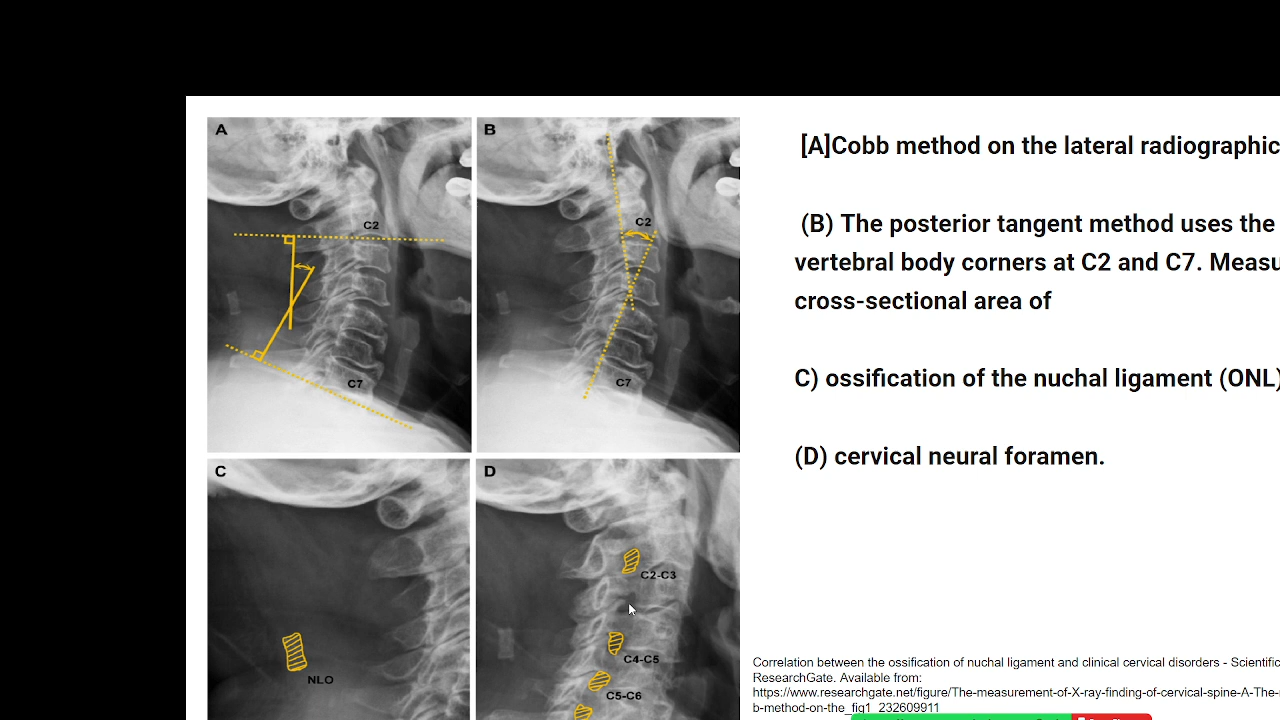 A
B
C2
C2
C7
C7
C
D
C2-C3
C4-C5
C5-C6
NLO
[A]Cobb method on the lateral radiographic
(B) The posterior tangent method uses the
vertebral body corners at C2 and C7. Measu
cross-sectional area of
C) ossification of the nuchal ligament (ONL)
(D) cervical neural foramen.
Correlation between the ossification of nuchal ligament and clinical cervical disorders - Scientific
ResearchGate. Available from:
https://www.researchgate.net/figure/The-measurement-of-X-ray-finding-of-cervical-spine-A-The-
b-method-on-the_fig1_232609911